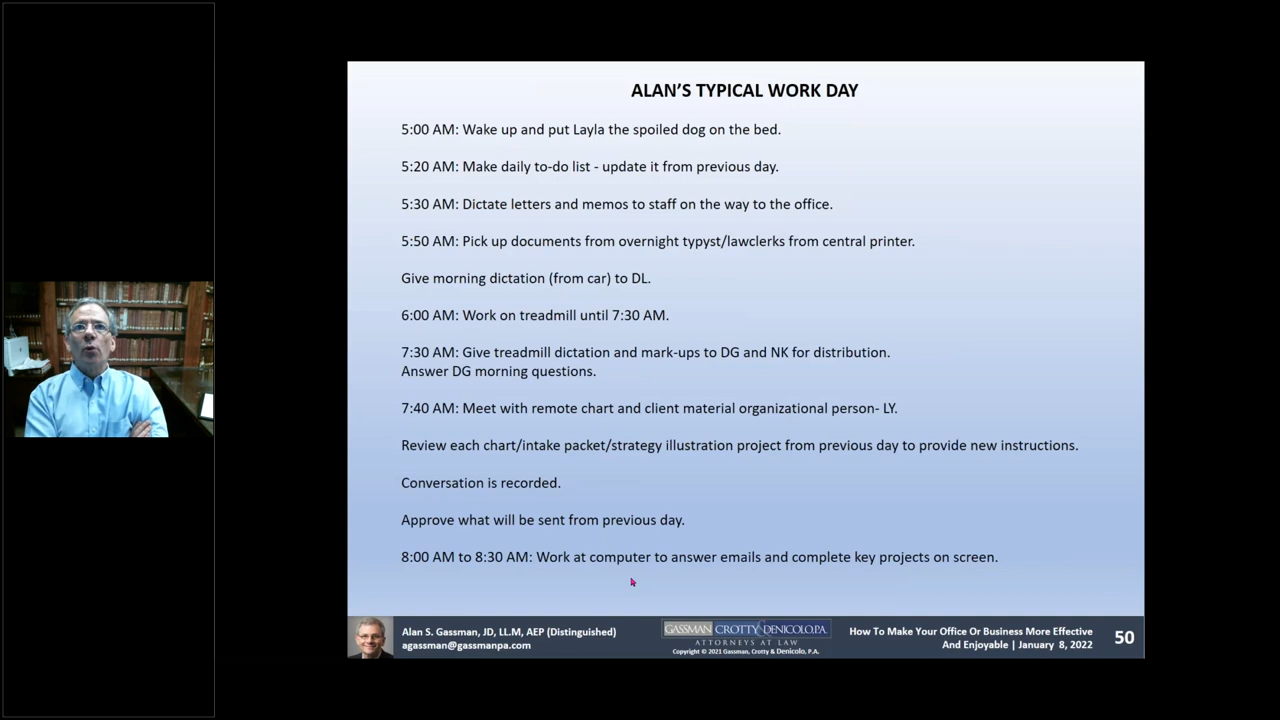 ALAN'S TYPICAL WORK DAY
5:00 AM: Wake up and put Layla the spoiled dog on the bed.
5:20 AM: Make daily to-do list - update it from previous day.
5:30 AM: Dictate letters and memos to staff on the way to the office.
5:50 AM: Pick up documents from overnight typyst/lawclerks from central printer.
Give morning dictation (from car) to DL.
6:00 AM: Work on treadmill until 7:30 AM.
7:30 AM: Give treadmill dictation and mark-ups to DG and NK for distribution.
Answer DG morning questions.
7:40 AM: Meet with remote chart and client material organizational person- LY.
Review each chart/intake packet/strategy illustration project from previous day to provide new instructions.
Conversation is recorded.
Approve what will be sent from previous day.
8:00 AM to 8:30 AM: Work at computer to answer emails and complete key projects on screen.
Alan S. Gassman, JD, LL.M, AEP (Distinguished)
agassman@gassmanpa.com
GASSMAN CROTTY & DENICOLO, P.A.
ATTORNEYS AT LAW
Copyright © 2021 Gassman, Crotty & Denicolo, P.A.
How To Make Your Office Or Business More Effective
And Enjoyable | January 8, 2022
50